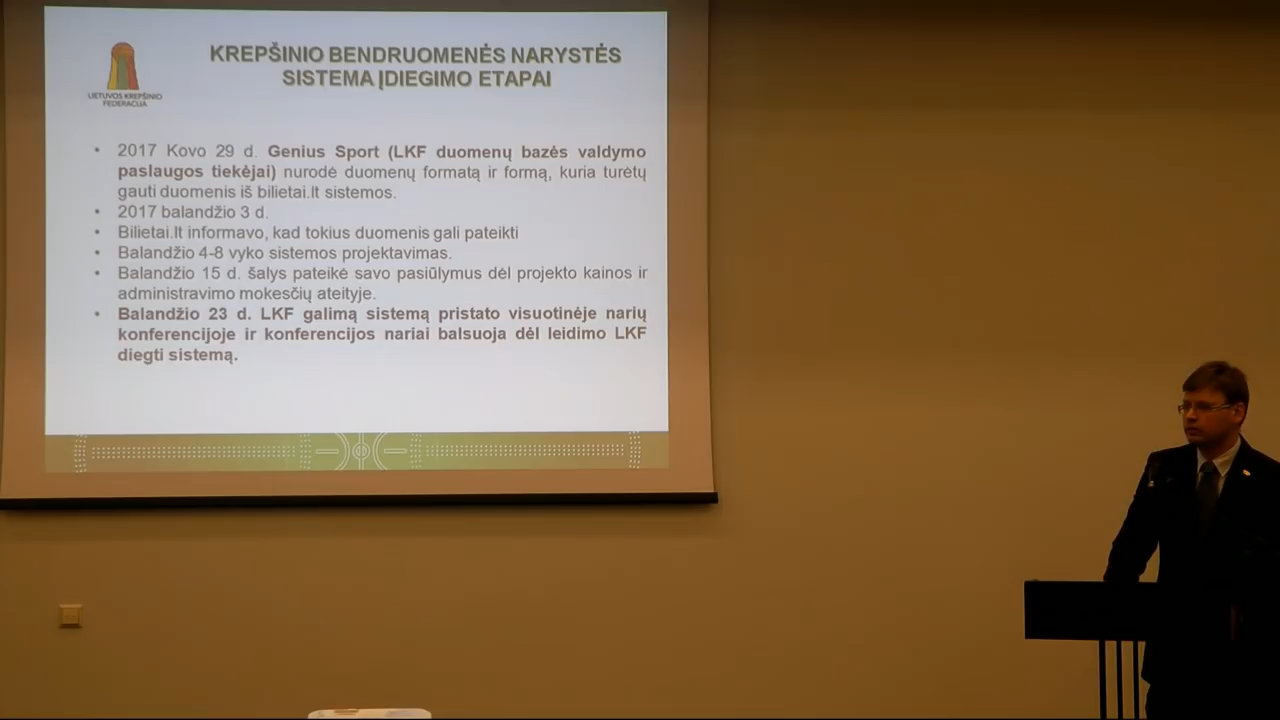 KREPŠINIO BENDRUOMENĖS NARYSTĖS
SISTEMA ĮDIEGIMO ETAPAI
LIETUVOS KREPŠINIO
FEDERACIJA
• 2017 Kovo 29 d. Genius Sport (LKF duomenų bazės valdymo
paslaugos tiekėjai) nurodė duomenų formatą ir formą, kuria turėtų
gauti duomenis iš bilietai.lt sistemos.
• 2017 balandžio 3 d.
• Bilietai.lt informavo, kad tokius duomenis gali pateikti
• Balandžio 4-8 vyko sistemos projektavimas.
• Balandžio 15 d. šalys pateikė savo pasiūlymus dėl projekto kainos ir
administravimo mokesčių ateityje.
• Balandžio 23 d. LKF galimą sistemą pristato visuotinėje narių
konferencijoje ir konferencijos nariai balsuoja dėl leidimo LKF
diegti sistemą.